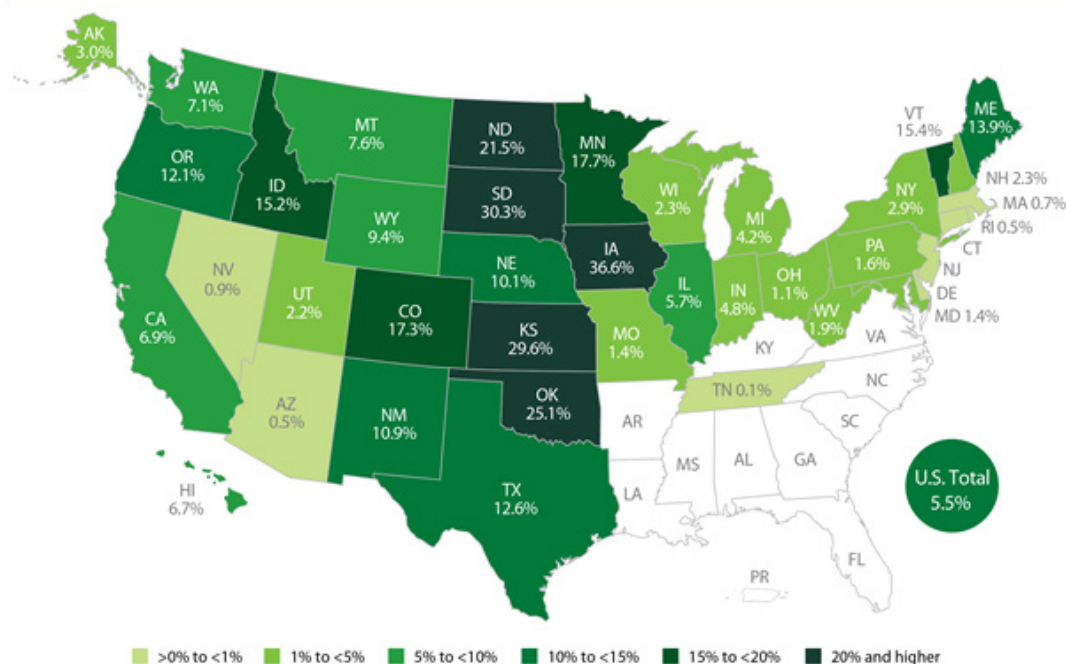 AK
3.0%
WA
7.1%
MT
7.6%
ND
21.5%
MN
17.7%
VT
15.4%
ME
13.9%
OR
12.1%
ID
15.2%
SD
30.3%
WI
2.3%
NY
2.9%
NH 2.3%
MA 0.7%
RI 0.5%
CT
WY
9.4%
MI
4.2%
PA
1.6%
NJ
DE
MD 1.4%
NV
0.9%
UT
2.2%
NE
10.1%
IA
36.6%
IL
5.7%
IN
4.8%
OH
1.1%
WV
1.9%
VA
CA
6.9%
CO
17.3%
KS
29.6%
MO
1.4%
KY
NC
TN 0.1%
AZ
0.5%
NM
10.9%
OK
25.1%
AR
SC
MS
AL
GA
LA
TX
12.6%
HI
6.7%
FL
PR
U.S. Total
5.5%
>0% to <1%
1% to <5%
5% to <10%
10% to <15%
15% to <20%
20% and higher